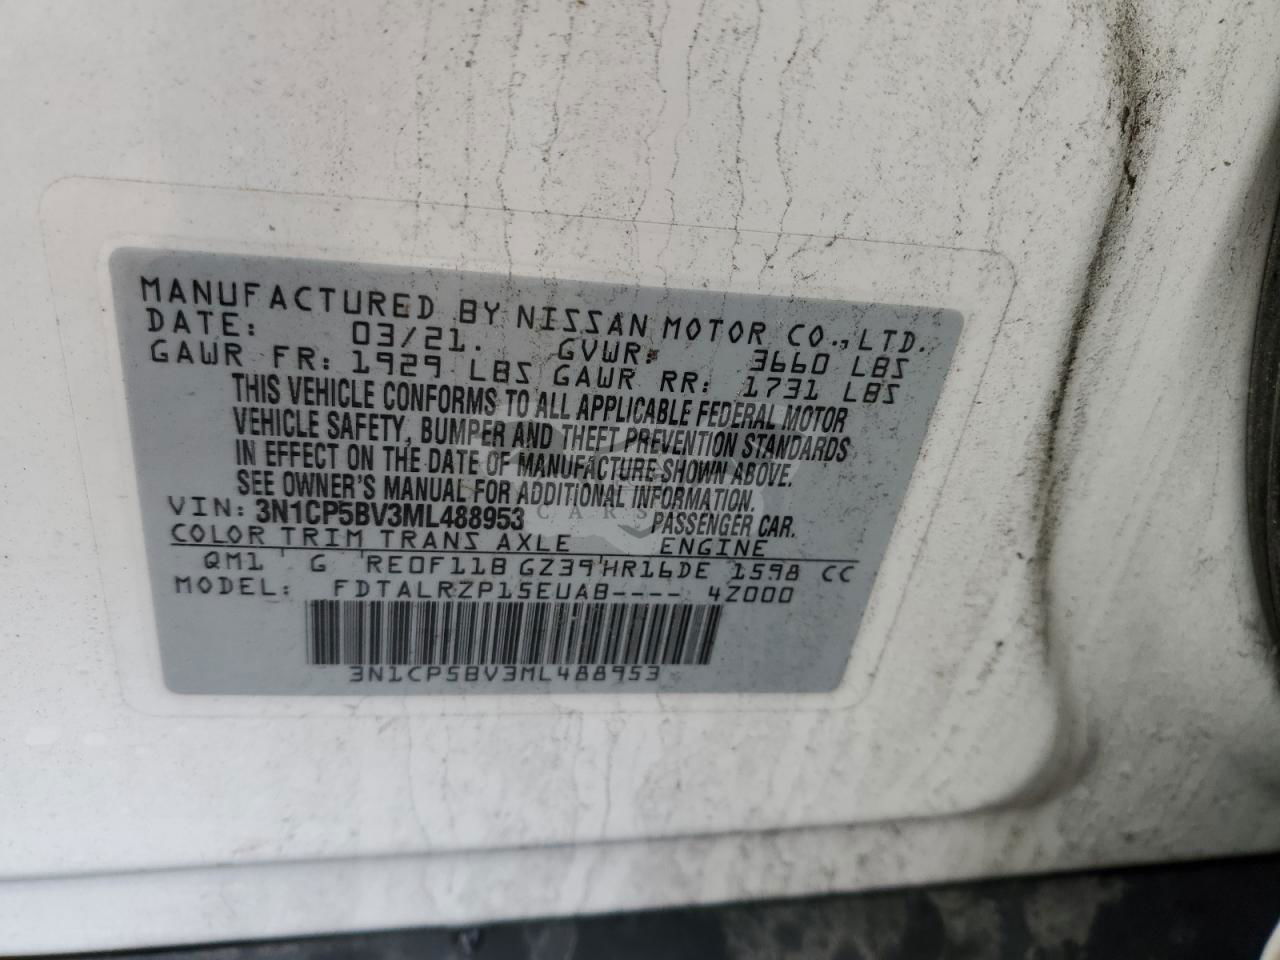 MANUFACTURED BY NISSAN MOTOR CO.,LTD.
DATE: 03/21. GVWR: 3660 LBS
GAWR FR: 1929 LBS GAWR RR: 1731 LBS
THIS VEHICLE CONFORMS TO ALL APPLICABLE FEDERAL MOTOR
VEHICLE SAFETY, BUMPER AND THEFT PREVENTION STANDARDS
IN EFFECT ON THE DATE OF MANUFACTURE SHOWN ABOVE.
SEE OWNER'S MANUAL FOR ADDITIONAL INFORMATION.
VIN: 3N1CP5BV3ML488953 PASSENGER CAR.
COLOR TRIM TRANS AXLE ENGINE
QM1 ' G ' RE0F11B GZ39'HR16DE 1598 CC
MODEL: FDTALRZP15EUAB---- 4Z000
3N1CP5BV3ML488953
CARS